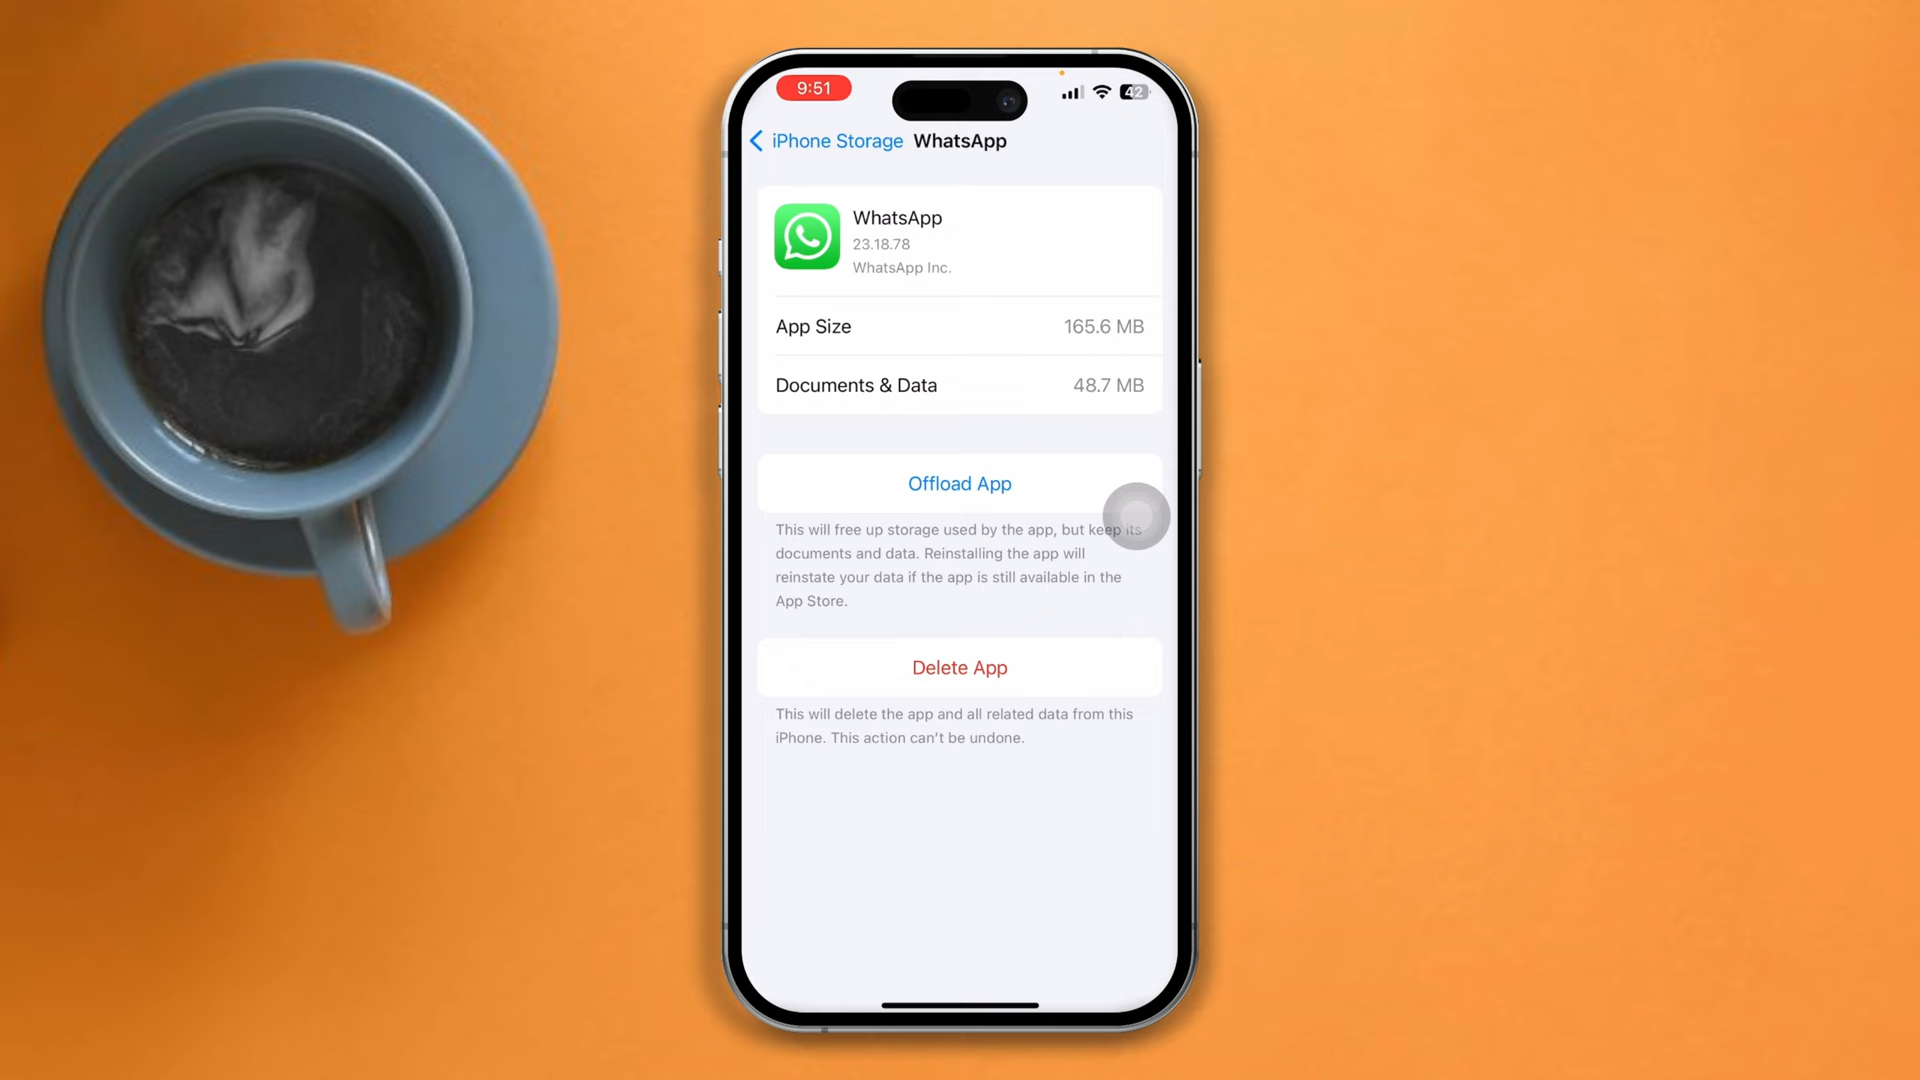 9:51
42
iPhone Storage WhatsApp
WhatsApp
23.18.78
WhatsApp Inc.
App Size 165.6 MB
Documents & Data 48.7 MB
Offload App
This will free up storage used by the app, but keep its
documents and data. Reinstalling the app will
reinstate your data if the app is still available in the
App Store.
Delete App
This will delete the app and all related data from this
iPhone. This action can't be undone.